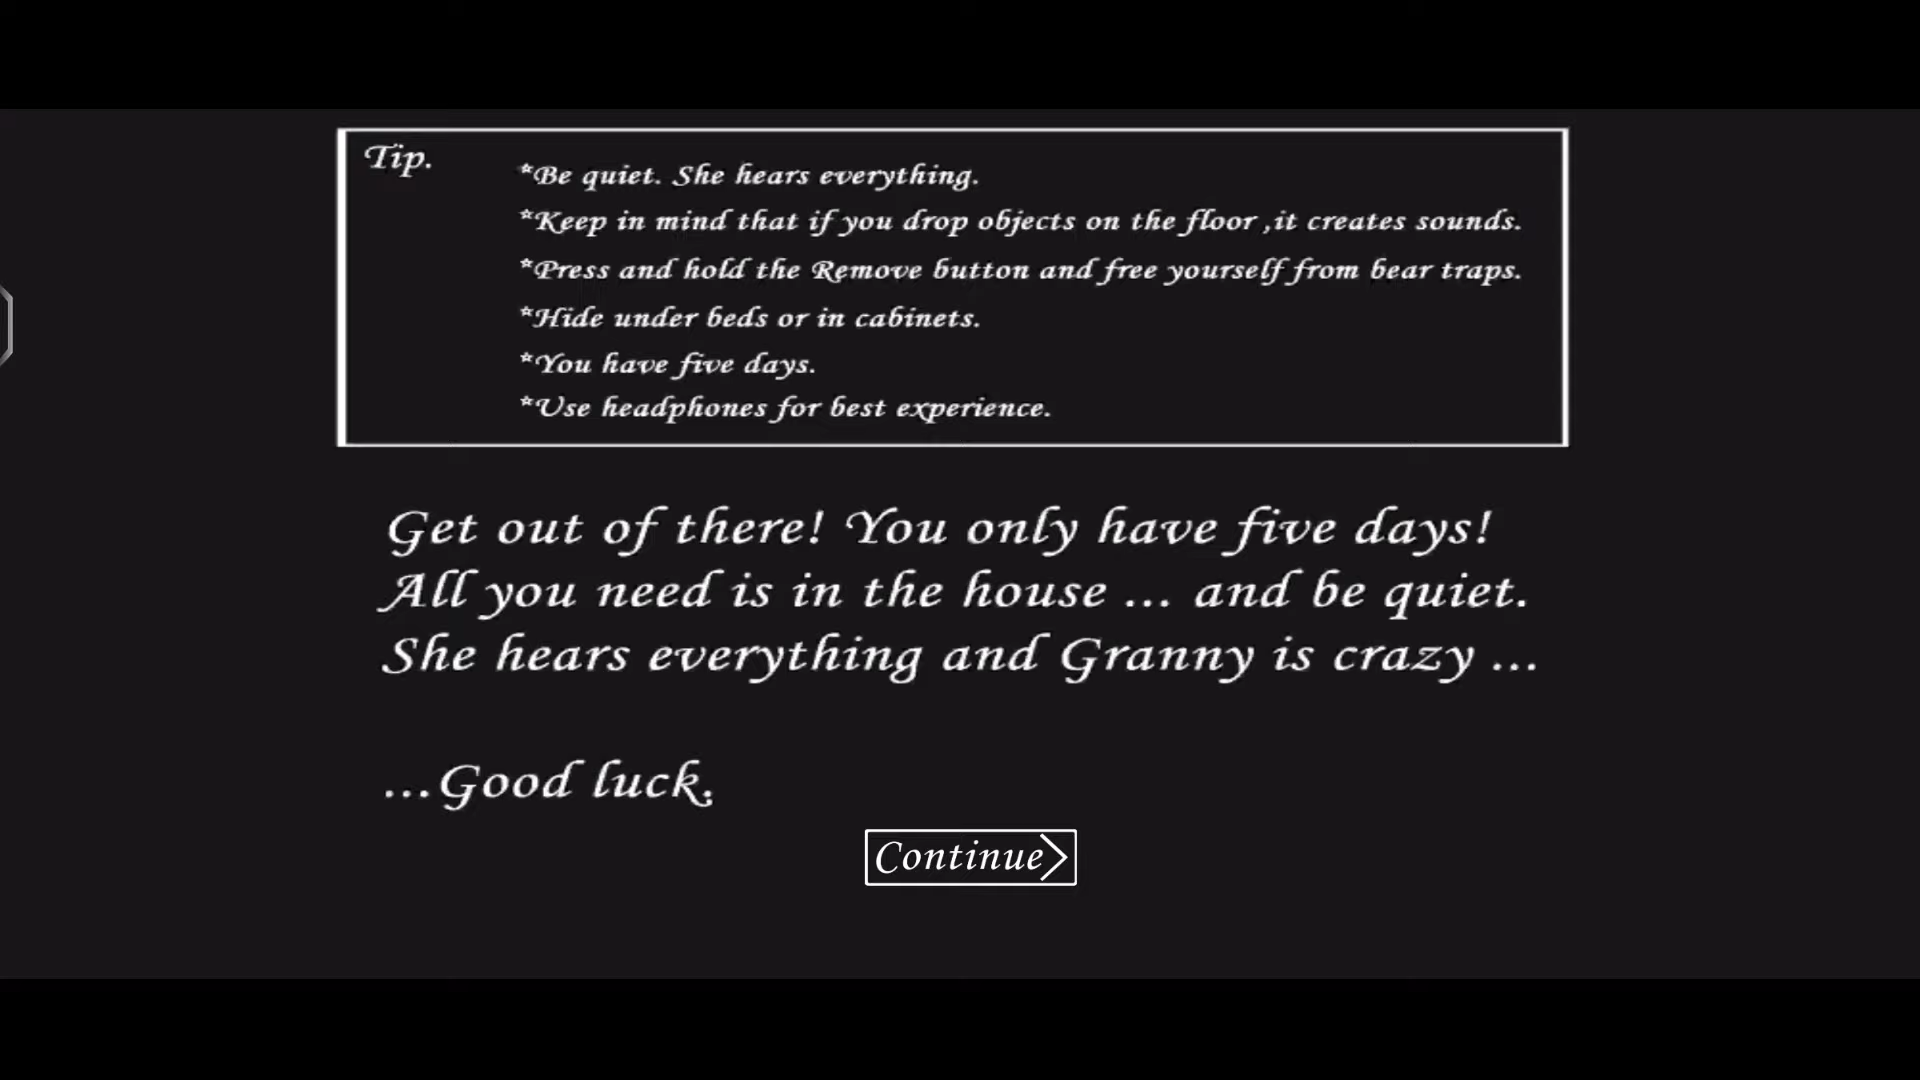 Tip.
*Be quiet. She hears everything.
*Keep in mind that if you drop objects on the floor ,it creates sounds.
*Press and hold the Remove button and free yourself from bear traps.
*Hide under beds or in cabinets.
*You have five days.
*Use headphones for best experience.
Get out of there! You only have five days!
All you need is in the house ... and be quiet.
She hears everything and Granny is crazy ...
...Good luck.
Continue>